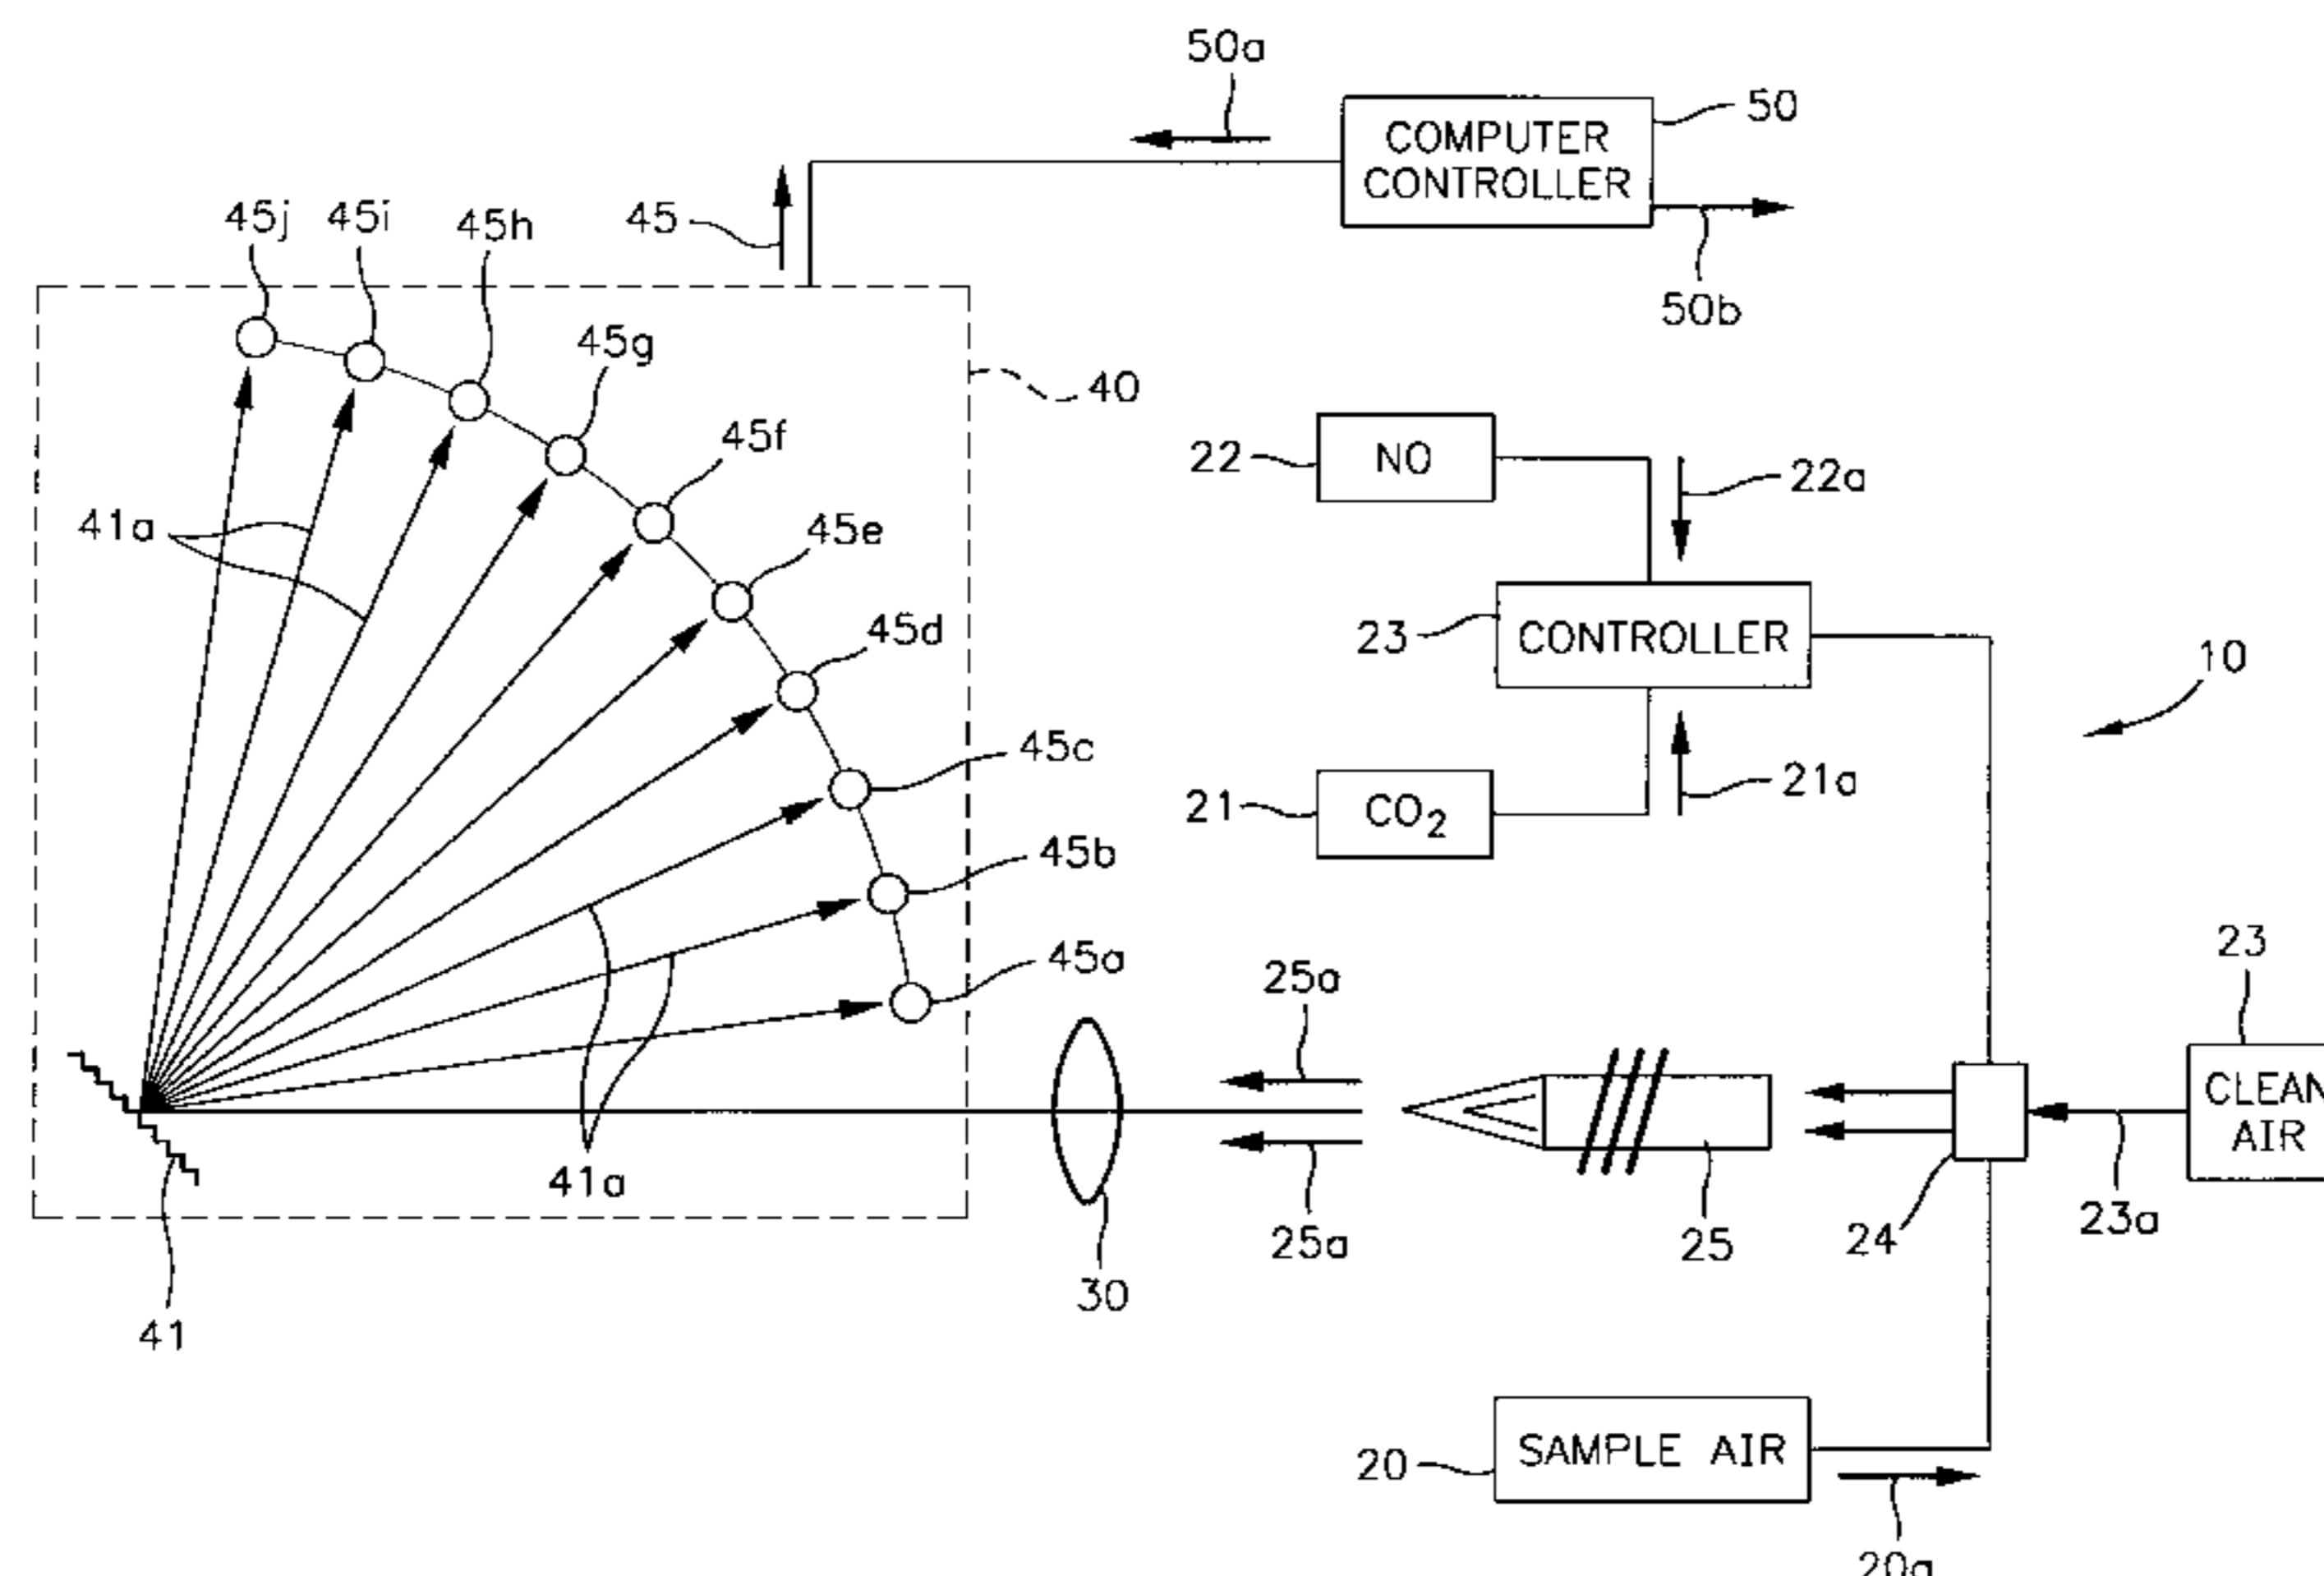 50a
50
COMPUTER
CONTROLLER
45j
45i
45h
45
50b
45g
40
45f
22
NO
22a
41a
45e
45d
23
CONTROLLER
10
45c
21
CO₂
21a
45b
45a
25a
23
CLEAN
AIR
41a
25a
25
24
23a
30
41
20
SAMPLE AIR
20a